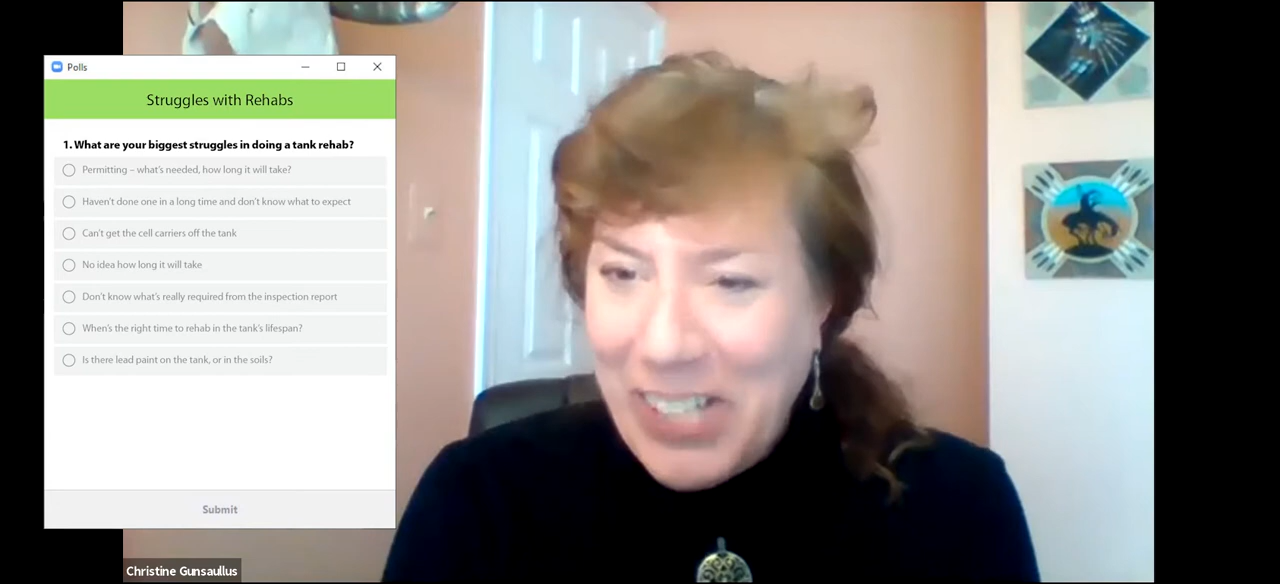 Polls
Struggles with Rehabs
1. What are your biggest struggles in doing a tank rehab?
Permitting – what's needed, how long it will take?
Haven't done one in a long time and don't know what to expect
Can't get the cell carriers off the tank
No idea how long it will take
Don't know what's really required from the inspection report
When's the right time to rehab in the tank's lifespan?
Is there lead paint on the tank, or in the soils?
Submit
Christine Gunsaullus